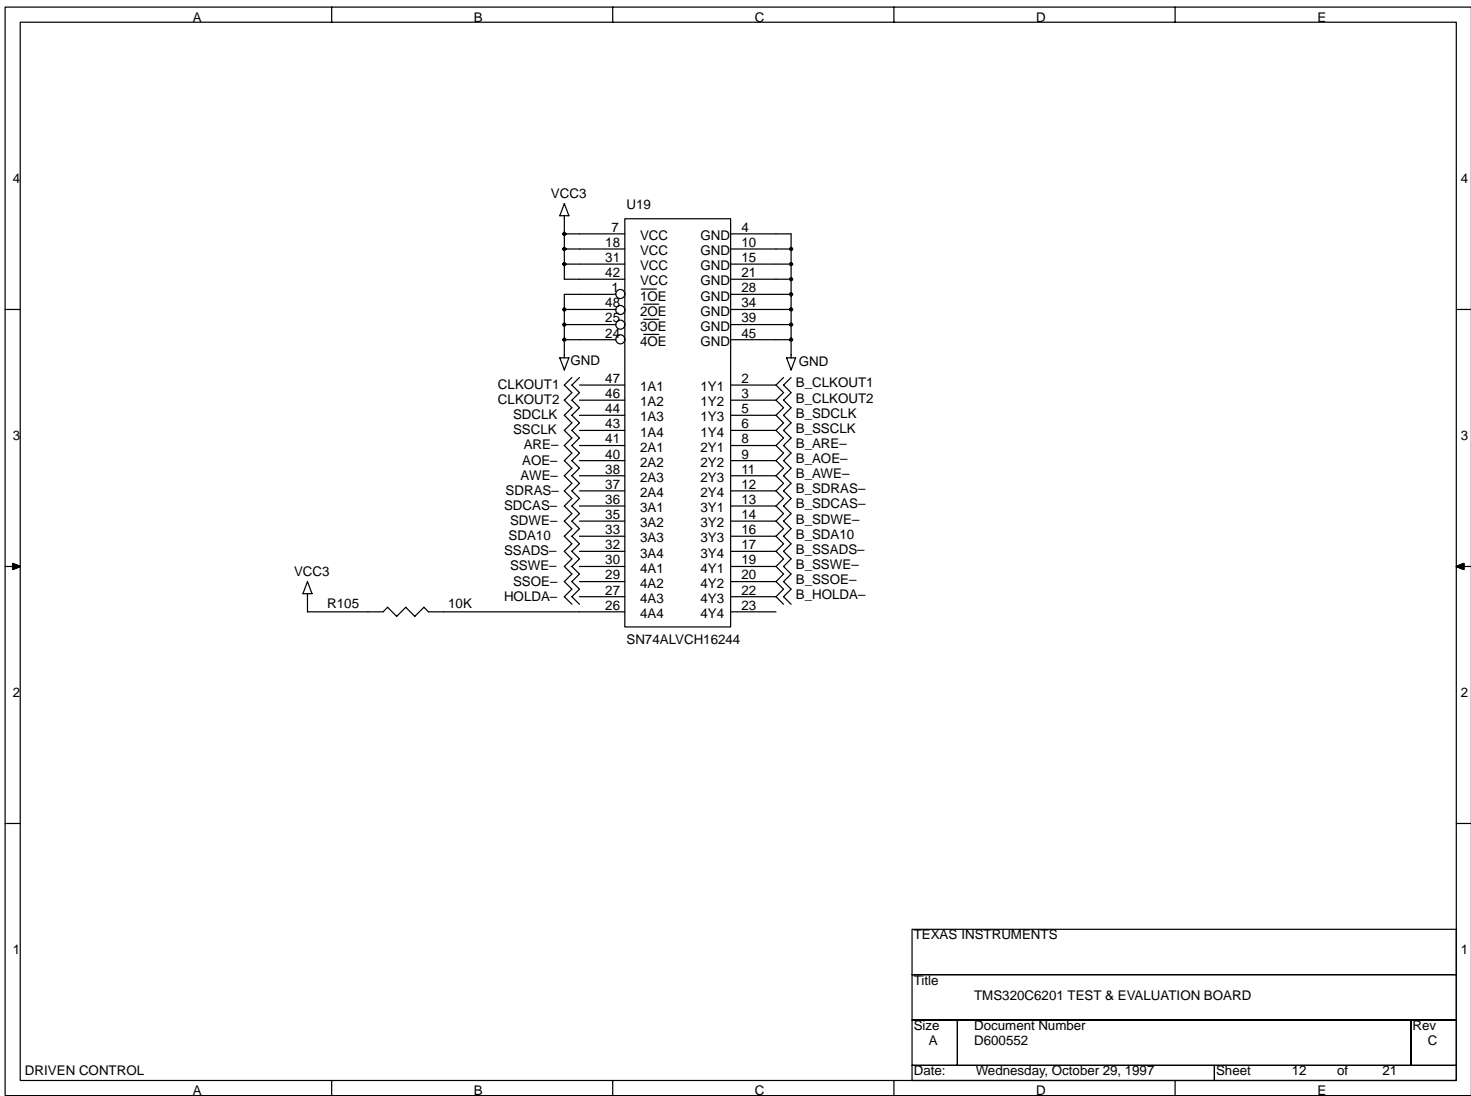 A B C D E
4 4
VCC3
U19
7 VCC GND 4
18 VCC GND 10
31 VCC GND 15
42 VCC GND 21
1 1OE GND 28
48 2OE GND 34
25 3OE GND 39
24 4OE GND 45
GND GND
CLKOUT1 47 1A1 1Y1 2 B_CLKOUT1
CLKOUT2 46 1A2 1Y2 3 B_CLKOUT2
SDCLK 44 1A3 1Y3 5 B_SDCLK
SSCLK 43 1A4 1Y4 6 B_SSCLK
3 3
ARE– 41 2A1 2Y1 8 B_ARE–
AOE– 40 2A2 2Y2 9 B_AOE–
AWE– 38 2A3 2Y3 11 B_AWE–
SDRAS– 37 2A4 2Y4 12 B_SDRAS–
SDCAS– 36 3A1 3Y1 13 B_SDCAS–
SDWE– 35 3A2 3Y2 14 B_SDWE–
SDA10 33 3A3 3Y3 16 B_SDA10
SSADS– 32 3A4 3Y4 17 B_SSADS–
SSWE– 30 4A1 4Y1 19 B_SSWE–
SSOE– 29 4A2 4Y2 20 B_SSOE–
HOLDA– 27 4A3 4Y3 22 B_HOLDA–
VCC3
R105 10K 26 4A4 4Y4 23
SN74ALVCH16244
2 2
1 1
TEXAS INSTRUMENTS
Title
TMS320C6201 TEST & EVALUATION BOARD
Size Document Number Rev
A D600552 C
Date: Wednesday, October 29, 1997 Sheet 12 of 21
DRIVEN CONTROL
A B C D E